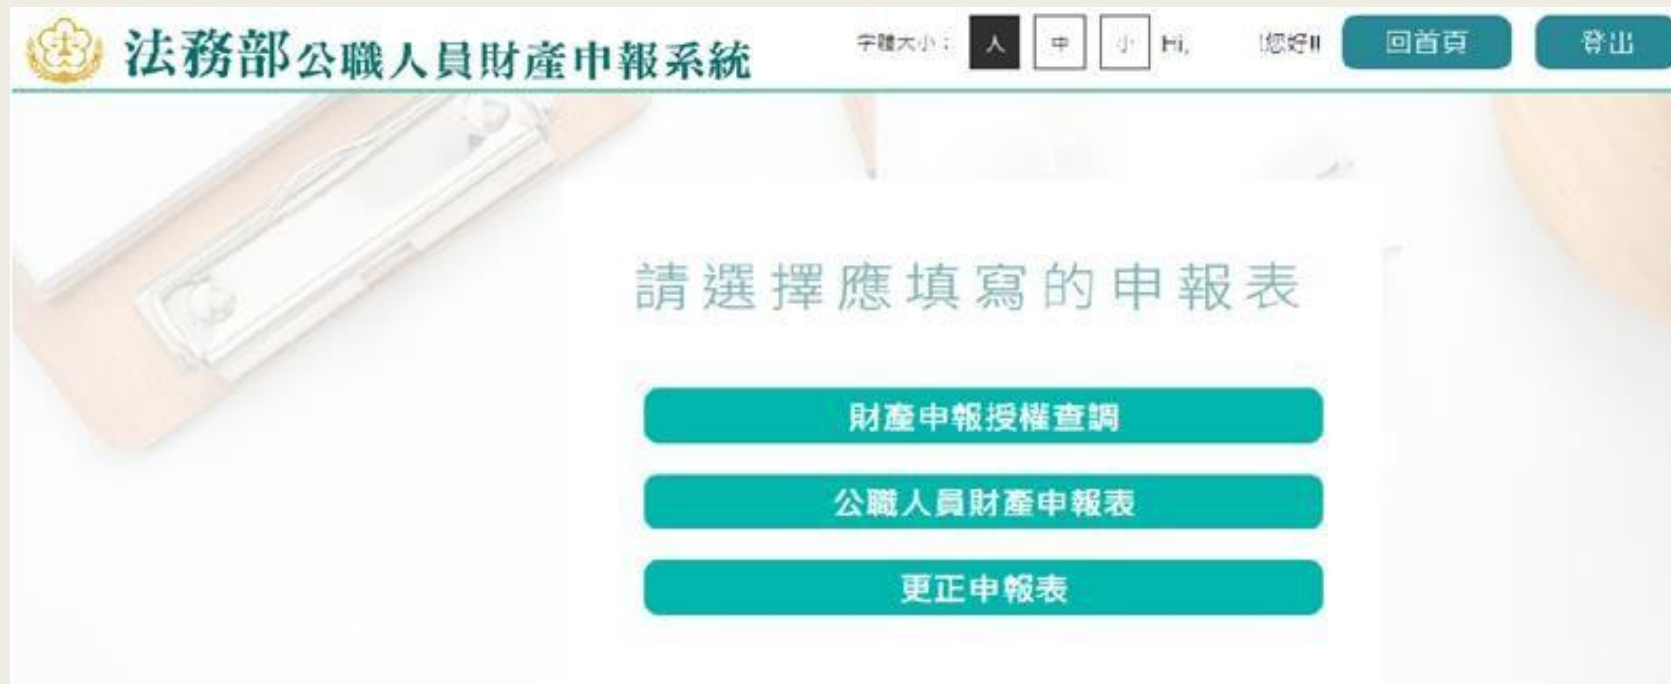 法務部公職人員財產申報系統
字體大小: 大 中 小 Hi, 您好!! 回首頁 登出
請選擇應填寫的申報表
財產申報授權查調
公職人員財產申報表
更正申報表